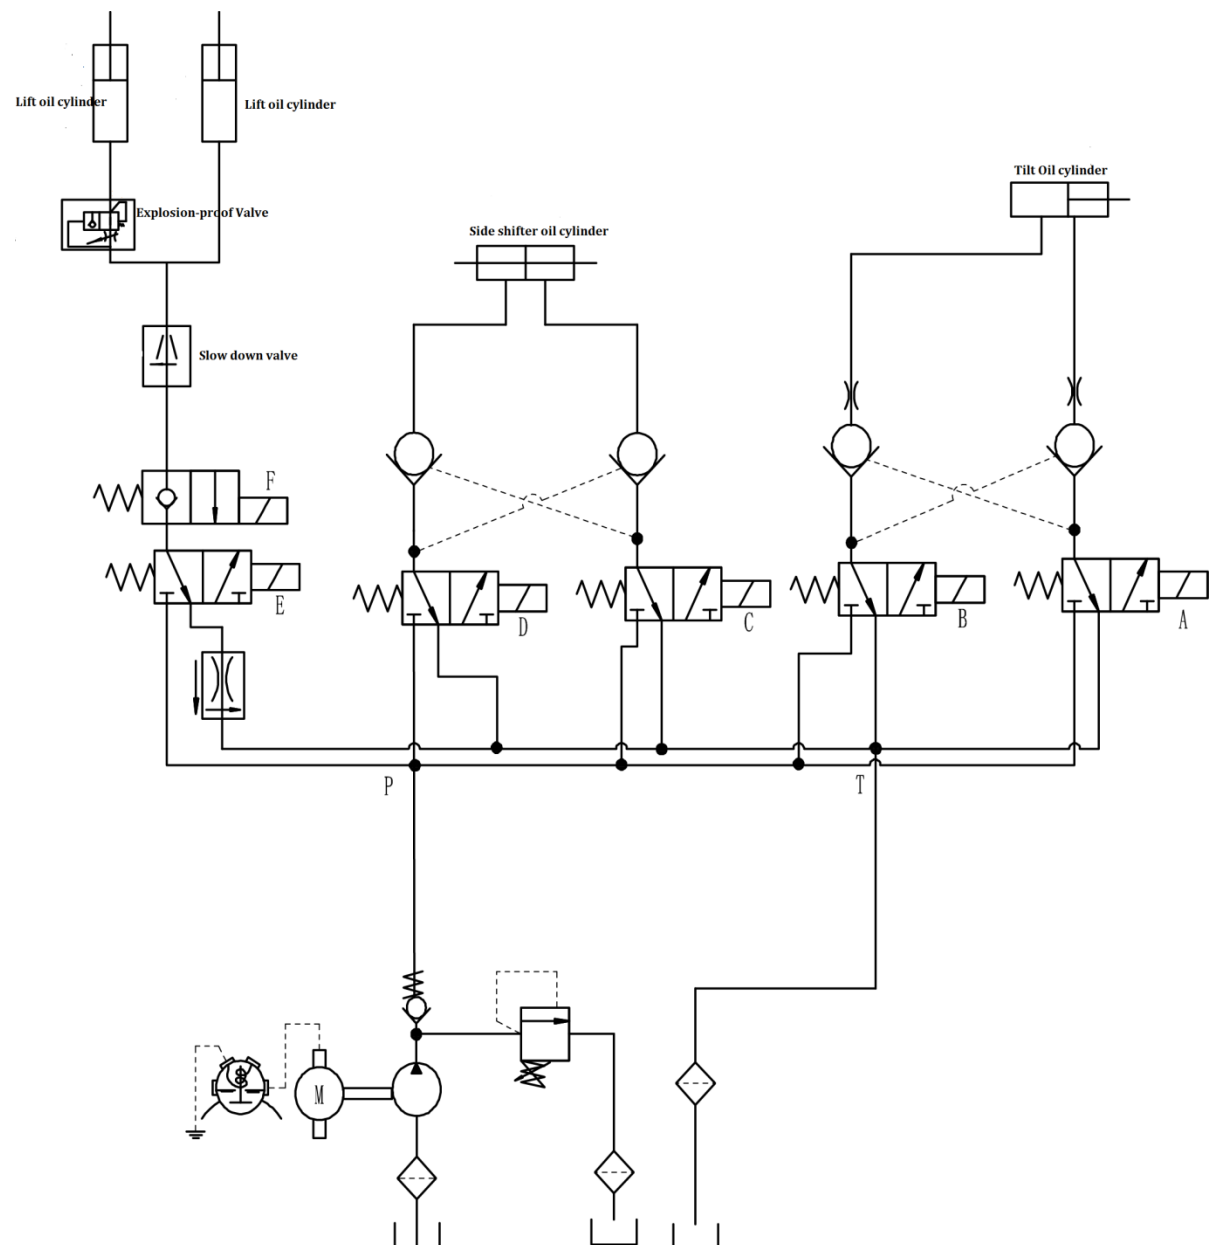 Lift oil cylinder
Lift oil cylinder
Tilt Oil cylinder
Explosion-proof Valve
Side shifter oil cylinder
Slow down valve
F
E
D
C
B
A
P
T
M